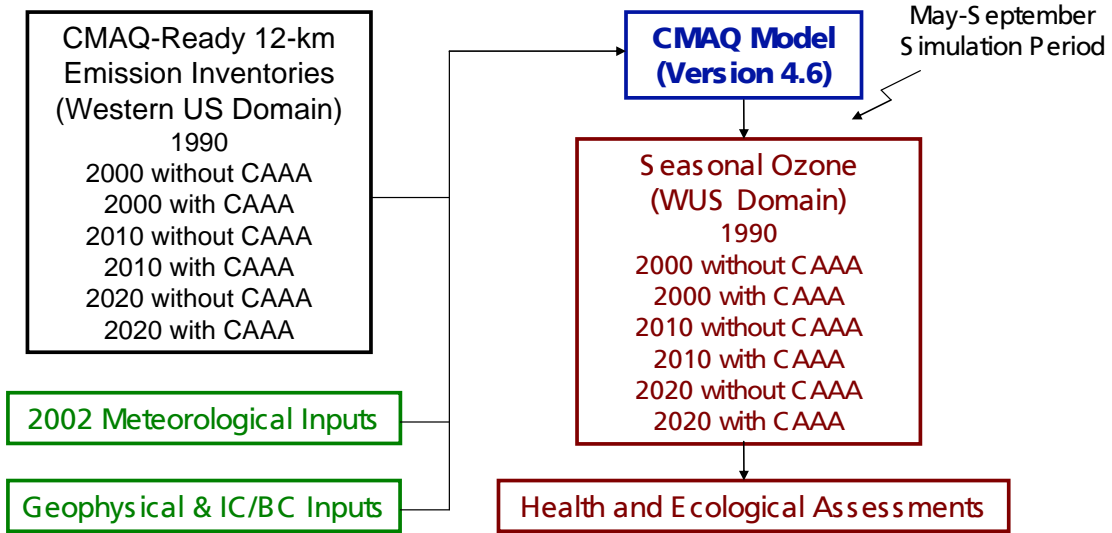 CMAQ-Ready 12-km
Emission Inventories
(Western US Domain)
1990
2000 without CAAA
2000 with CAAA
2010 without CAAA
2010 with CAAA
2020 without CAAA
2020 with CAAA
2002 Meteorological Inputs
Geophysical & IC/BC Inputs
CMAQ Model
(Version 4.6)
May-September
Simulation Period
Seasonal Ozone
(WUS Domain)
1990
2000 without CAAA
2000 with CAAA
2010 without CAAA
2010 with CAAA
2020 without CAAA
2020 with CAAA
Health and Ecological Assessments